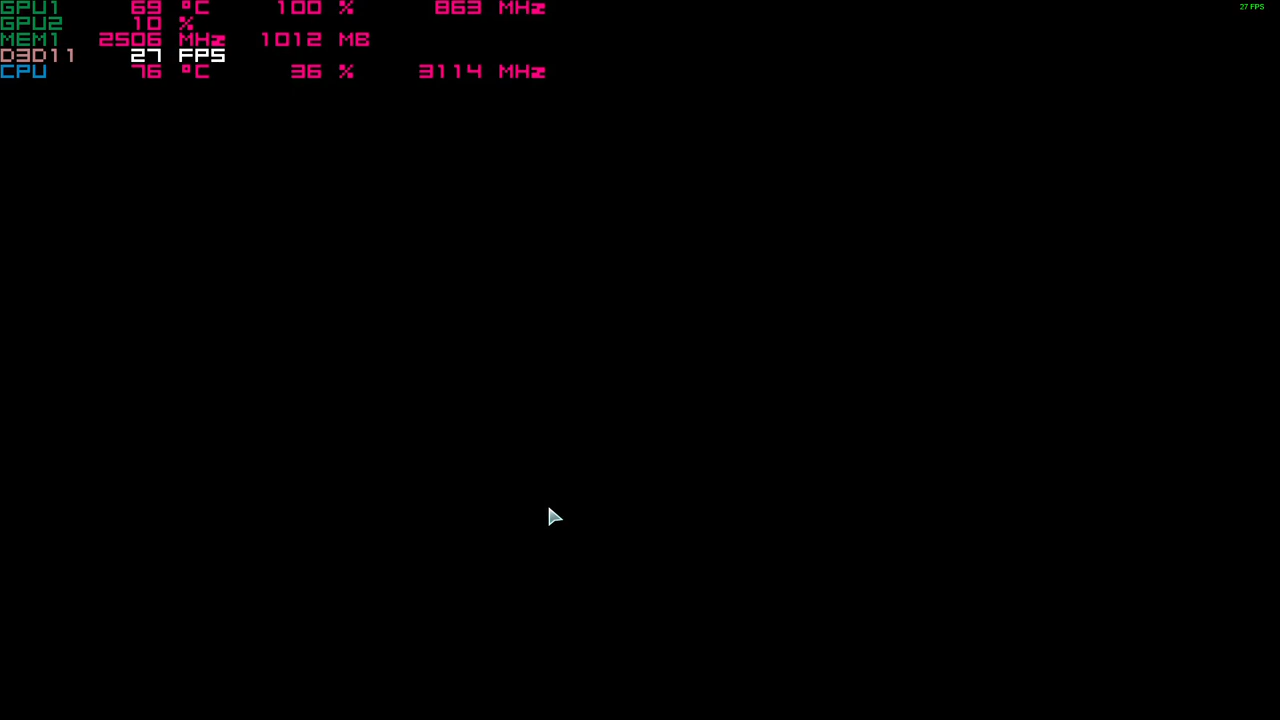 GPU1 69 °C 100 % 863 MHz
27 FPS
GPU2 10 %
MEM1 2506 MHz 1012 MB
D3D11 27 FPS
CPU 76 °C 36 % 3114 MHz